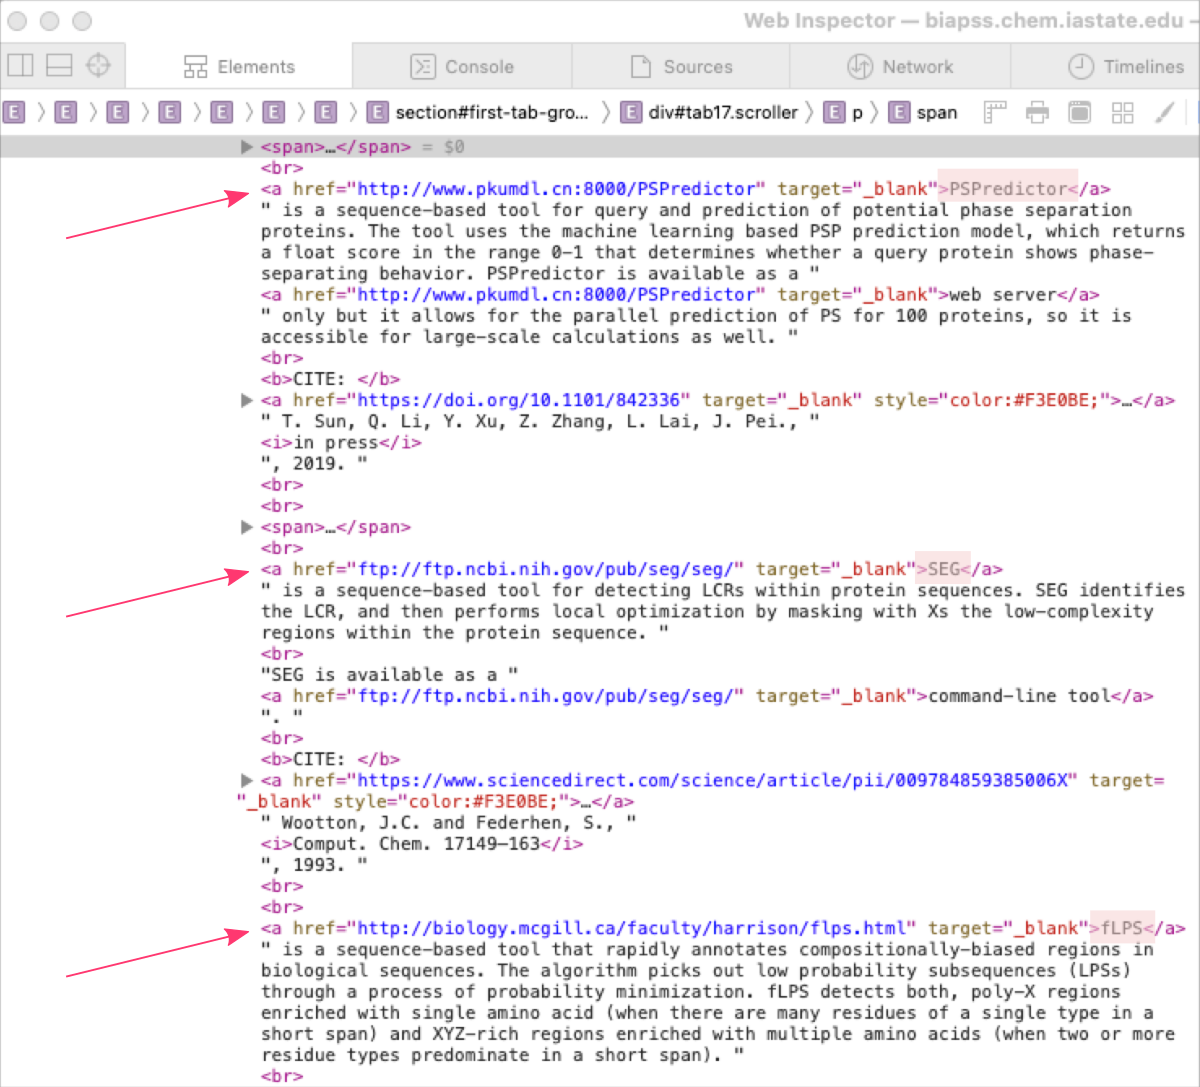 Web Inspector — biapss.chem.iastate.edu —
Elements
Console
Sources
Network
Timelines
E E E E E E E E section#first-tab-gro... E div#tab17.scroller E p E span
<span>…</span> = $0
<br>
<a href="http://www.pkumdl.cn:8000/PSPredictor" target="_blank">PSPredictor</a>
" is a sequence-based tool for query and prediction of potential phase separation
proteins. The tool uses the machine learning based PSP prediction model, which returns
a float score in the range 0-1 that determines whether a query protein shows phase-
separating behavior. PSPredictor is available as a "
<a href="http://www.pkumdl.cn:8000/PSPredictor" target="_blank">web server</a>
" only but it allows for the parallel prediction of PS for 100 proteins, so it is
accessible for large-scale calculations as well. "
<br>
<b>CITE: </b>
<a href="https://doi.org/10.1101/842336" target="_blank" style="color:#F3E0BE;">…</a>
" T. Sun, Q. Li, Y. Xu, Z. Zhang, L. Lai, J. Pei., "
<i>in press</i>
", 2019. "
<br>
<br>
<span>…</span>
<br>
<a href="ftp://ftp.ncbi.nih.gov/pub/seg/seg/" target="_blank">SEG</a>
" is a sequence-based tool for detecting LCRs within protein sequences. SEG identifies
the LCR, and then performs local optimization by masking with Xs the low-complexity
regions within the protein sequence. "
<br>
"SEG is available as a "
<a href="ftp://ftp.ncbi.nih.gov/pub/seg/seg/" target="_blank">command-line tool</a>
". "
<br>
<b>CITE: </b>
<a href="https://www.sciencedirect.com/science/article/pii/009784859385006X" target=
"_blank" style="color:#F3E0BE;">…</a>
" Wootton, J.C. and Federhen, S., "
<i>Comput. Chem. 17149–163</i>
", 1993. "
<br>
<br>
<a href="http://biology.mcgill.ca/faculty/harrison/flps.html" target="_blank">fLPS</a>
" is a sequence-based tool that rapidly annotates compositionally-biased regions in
biological sequences. The algorithm picks out low probability subsequences (LPSs)
through a process of probability minimization. fLPS detects both, poly-X regions
enriched with single amino acid (when there are many residues of a single type in a
short span) and XYZ-rich regions enriched with multiple amino acids (when two or more
residue types predominate in a short span). "
<br>